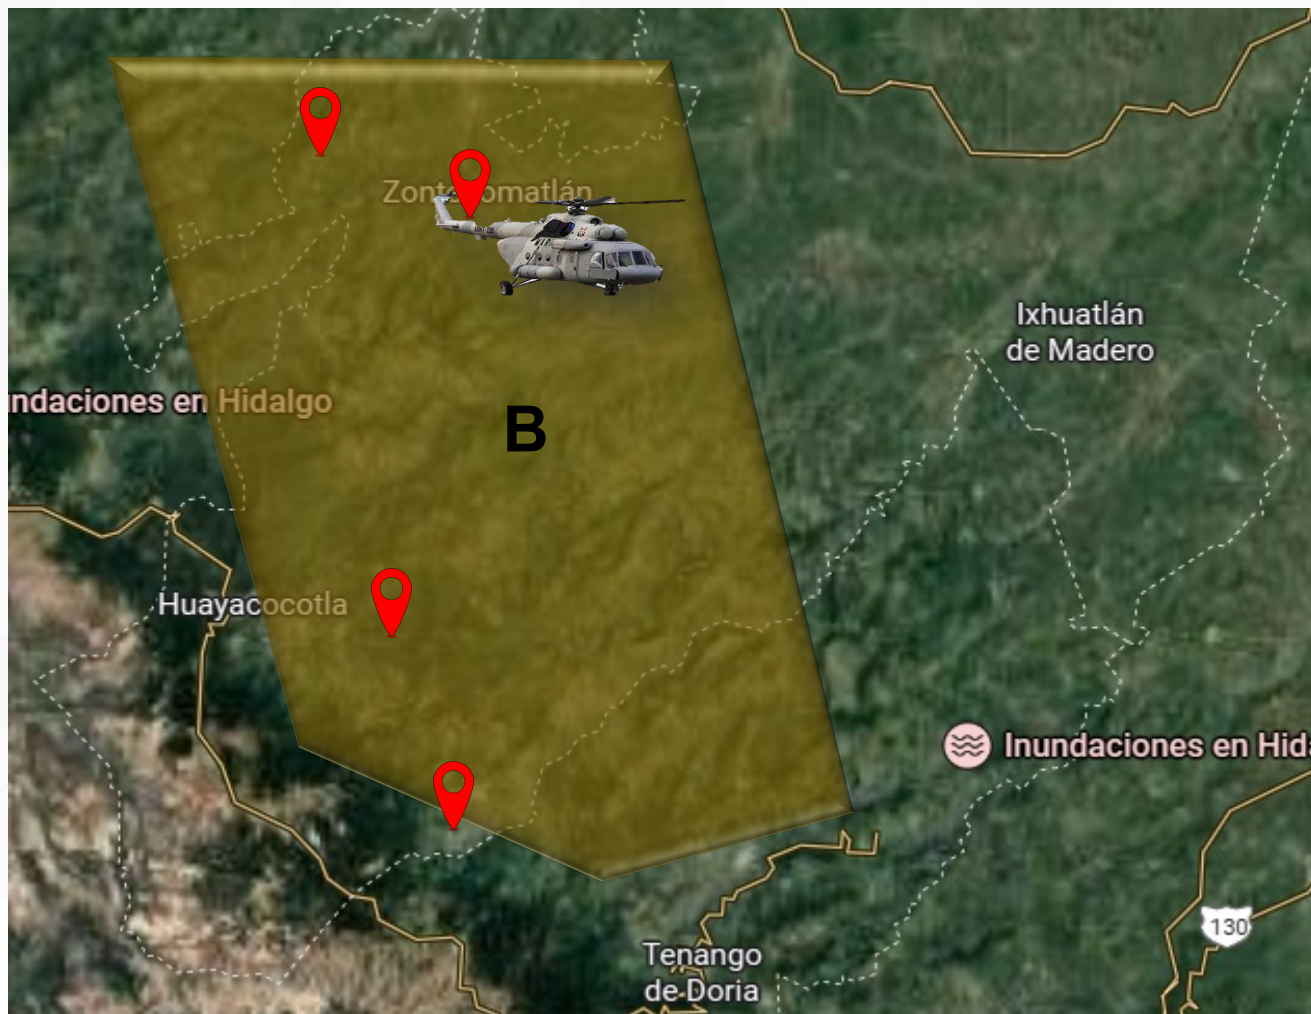 Zontecomatlán
Ixhuatlán
de Madero
ndaciones en Hidalgo
B
Huayacocotla
Inundaciones en Hid
130
Tenango
de Doria